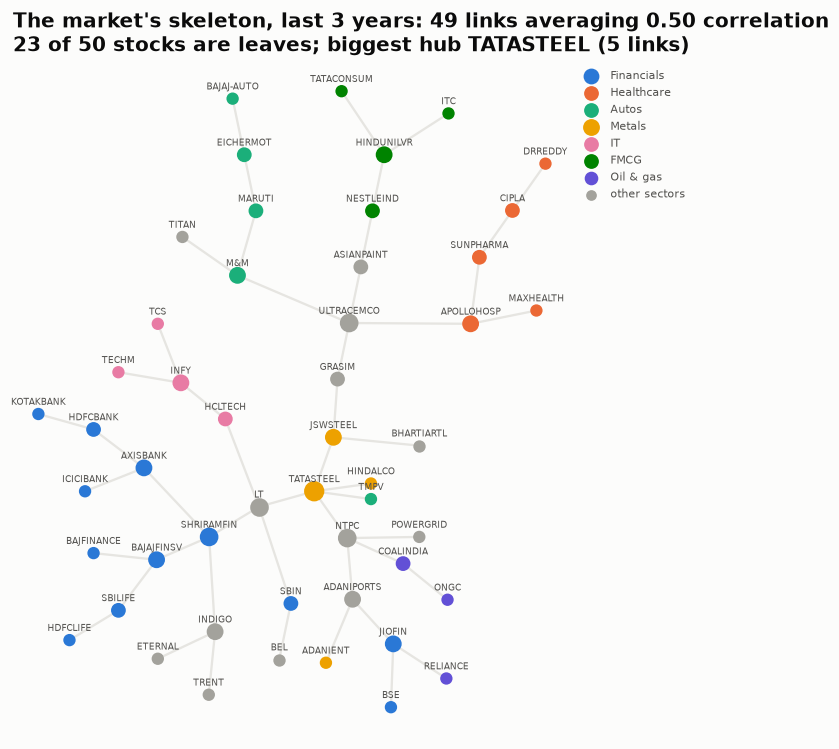 The market's skeleton, last 3 years: 49 links averaging 0.50 correlation
23 of 50 stocks are leaves; biggest hub TATASTEEL (5 links)
Financials
Healthcare
Autos
Metals
IT
FMCG
Oil & gas
other sectors
TATACONSUM
BAJAJ-AUTO
ITC
EICHERMOT
HINDUNILVR
DRREDDY
MARUTI
NESTLEIND
CIPLA
TITAN
SUNPHARMA
ASIANPAINT
M&M
MAXHEALTH
TCS
ULTRACEMCO
APOLLOHOSP
TECHM
INFY
GRASIM
KOTAKBANK
HCLTECH
HDFCBANK
JSWSTEEL
BHARTIARTL
AXISBANK
ICICIBANK
TATASTEEL
HINDALCO
TMPV
LT
SHRIRAMFIN
NTPC
POWERGRID
BAJFINANCE
BAJAJFINSV
COALINDIA
SBILIFE
SBIN
ADANIPORTS
ONGC
HDFCLIFE
INDIGO
JIOFIN
ETERNAL
BEL
ADANIENT
RELIANCE
TRENT
BSE